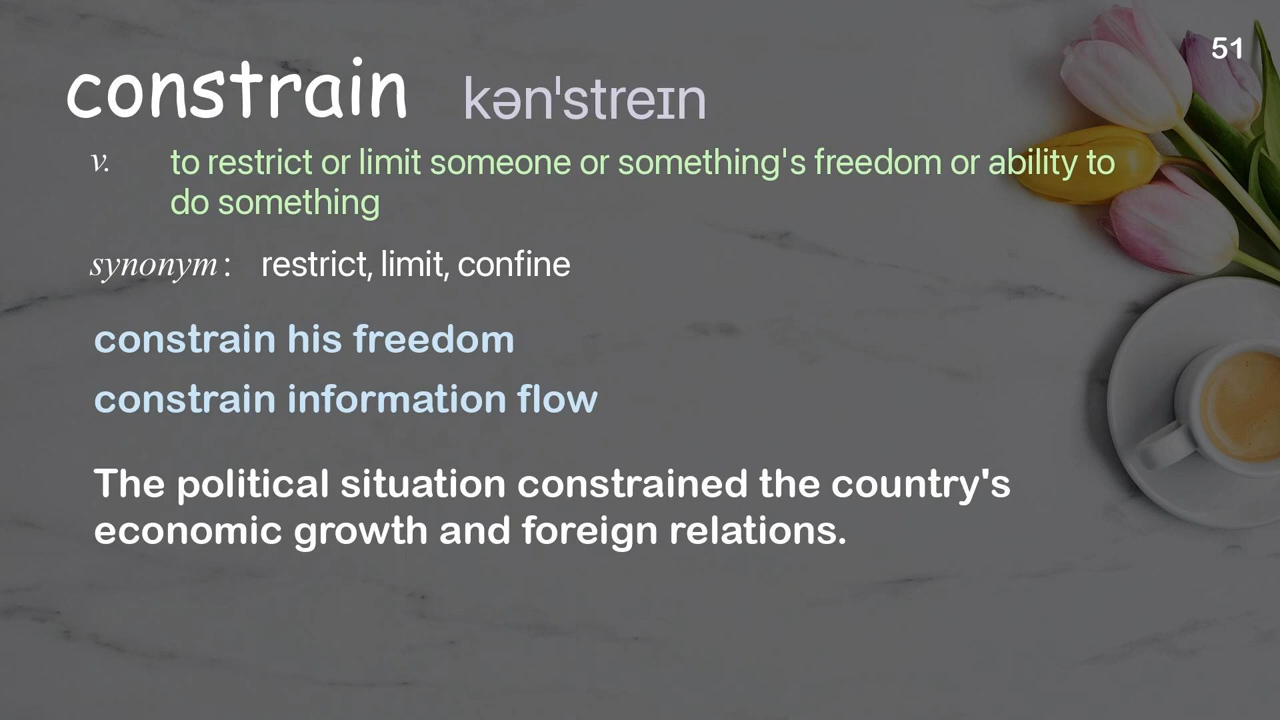 51
constrain kən'streɪn
v. to restrict or limit someone or something's freedom or ability to
do something
synonym : restrict, limit, confine
constrain his freedom
constrain information flow
The political situation constrained the country's
economic growth and foreign relations.